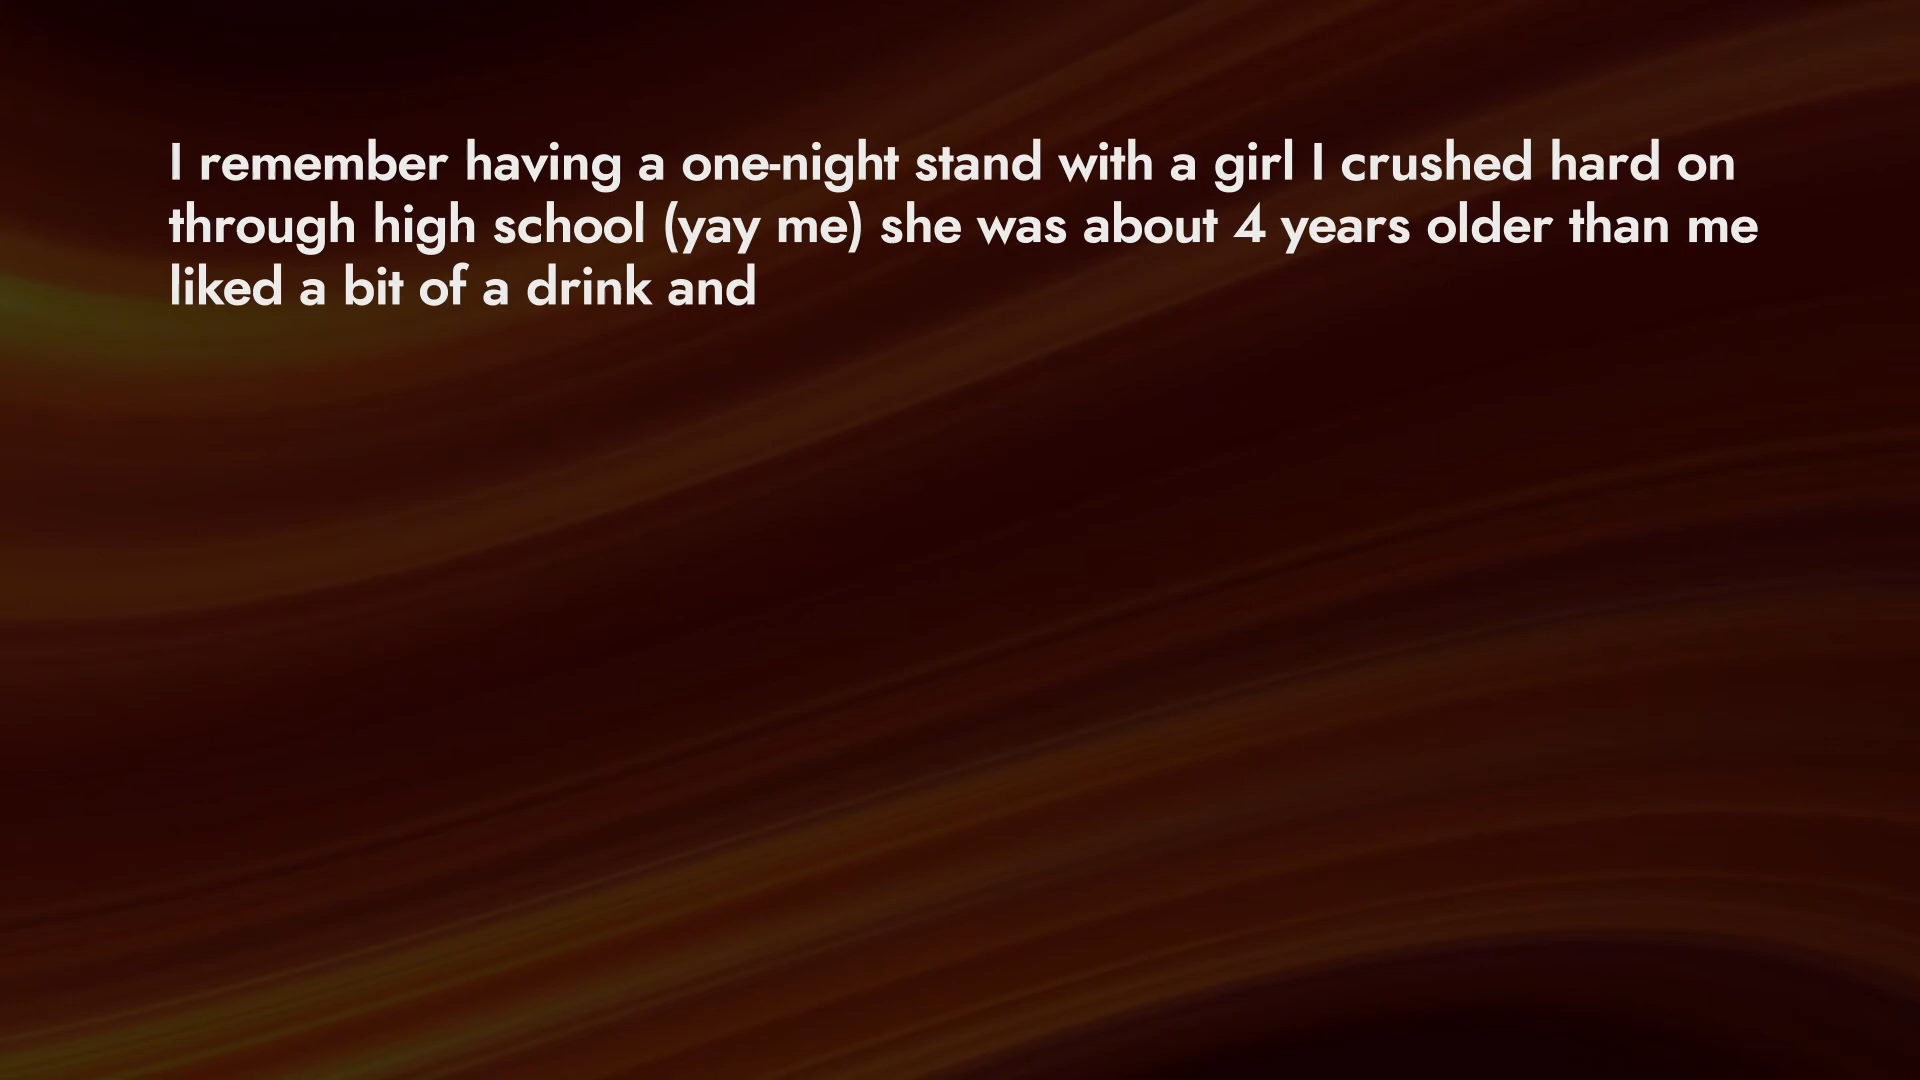 I remember having a one-night stand with a girl I crushed hard on
through high school (yay me) she was about 4 years older than me
liked a bit of a drink and